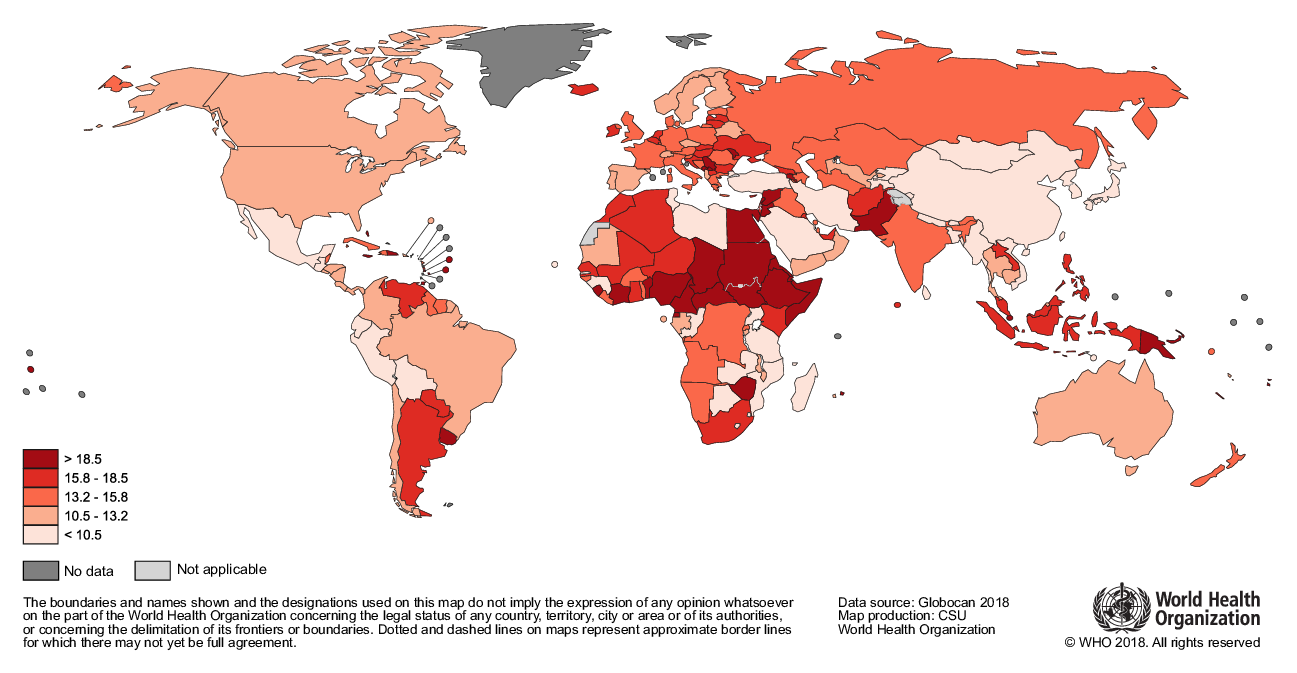 > 18.5
15.8 - 18.5
13.2 - 15.8
10.5 - 13.2
< 10.5
No data
Not applicable
The boundaries and names shown and the designations used on this map do not imply the expression of any opinion whatsoever
on the part of the World Health Organization concerning the legal status of any country, territory, city or area or of its authorities,
or concerning the delimitation of its frontiers or boundaries. Dotted and dashed lines on maps represent approximate border lines
for which there may not yet be full agreement.
Data source: Globocan 2018
Map production: CSU
World Health Organization
World Health
Organization
© WHO 2018. All rights reserved